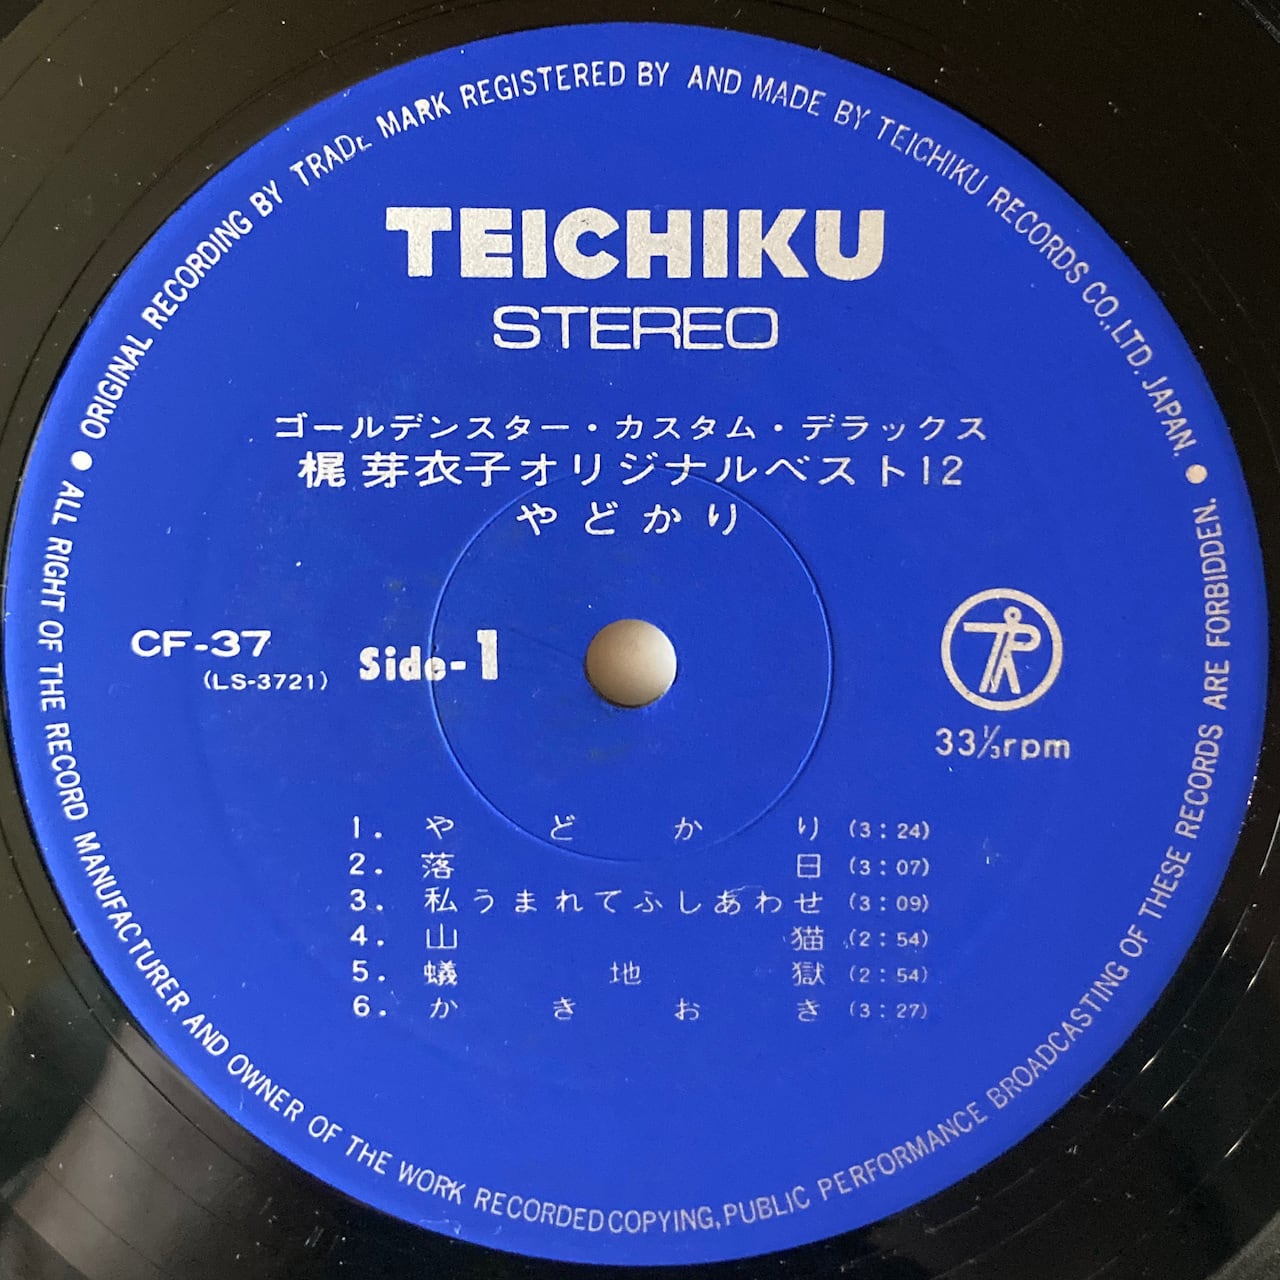 ● ORIGINAL RECORDING BY TRADE MARK REGISTERED BY AND MADE BY TEICHIKU RECORDS CO.,LTD. JAPAN. ●
TEICHIKU
STEREO
ゴールデンスター・カスタム・デラックス
梶芽衣子オリジナルベスト12
やどかり
CF-37
(LS-3721)
Side-1
33⅓rpm
1. やどかり (3:24)
2. 落日 (3:07)
3. 私うまれてふしあわせ (3:09)
4. 山猫 (2:54)
5. 蟻地獄 (2:54)
6. かきおき (3:27)
ALL RIGHT OF THE RECORD MANUFACTURER AND OWNER OF THE WORK RECORDED COPYING, PUBLIC PERFORMANCE BROADCASTING OF THESE RECORDS ARE FORBIDDEN.